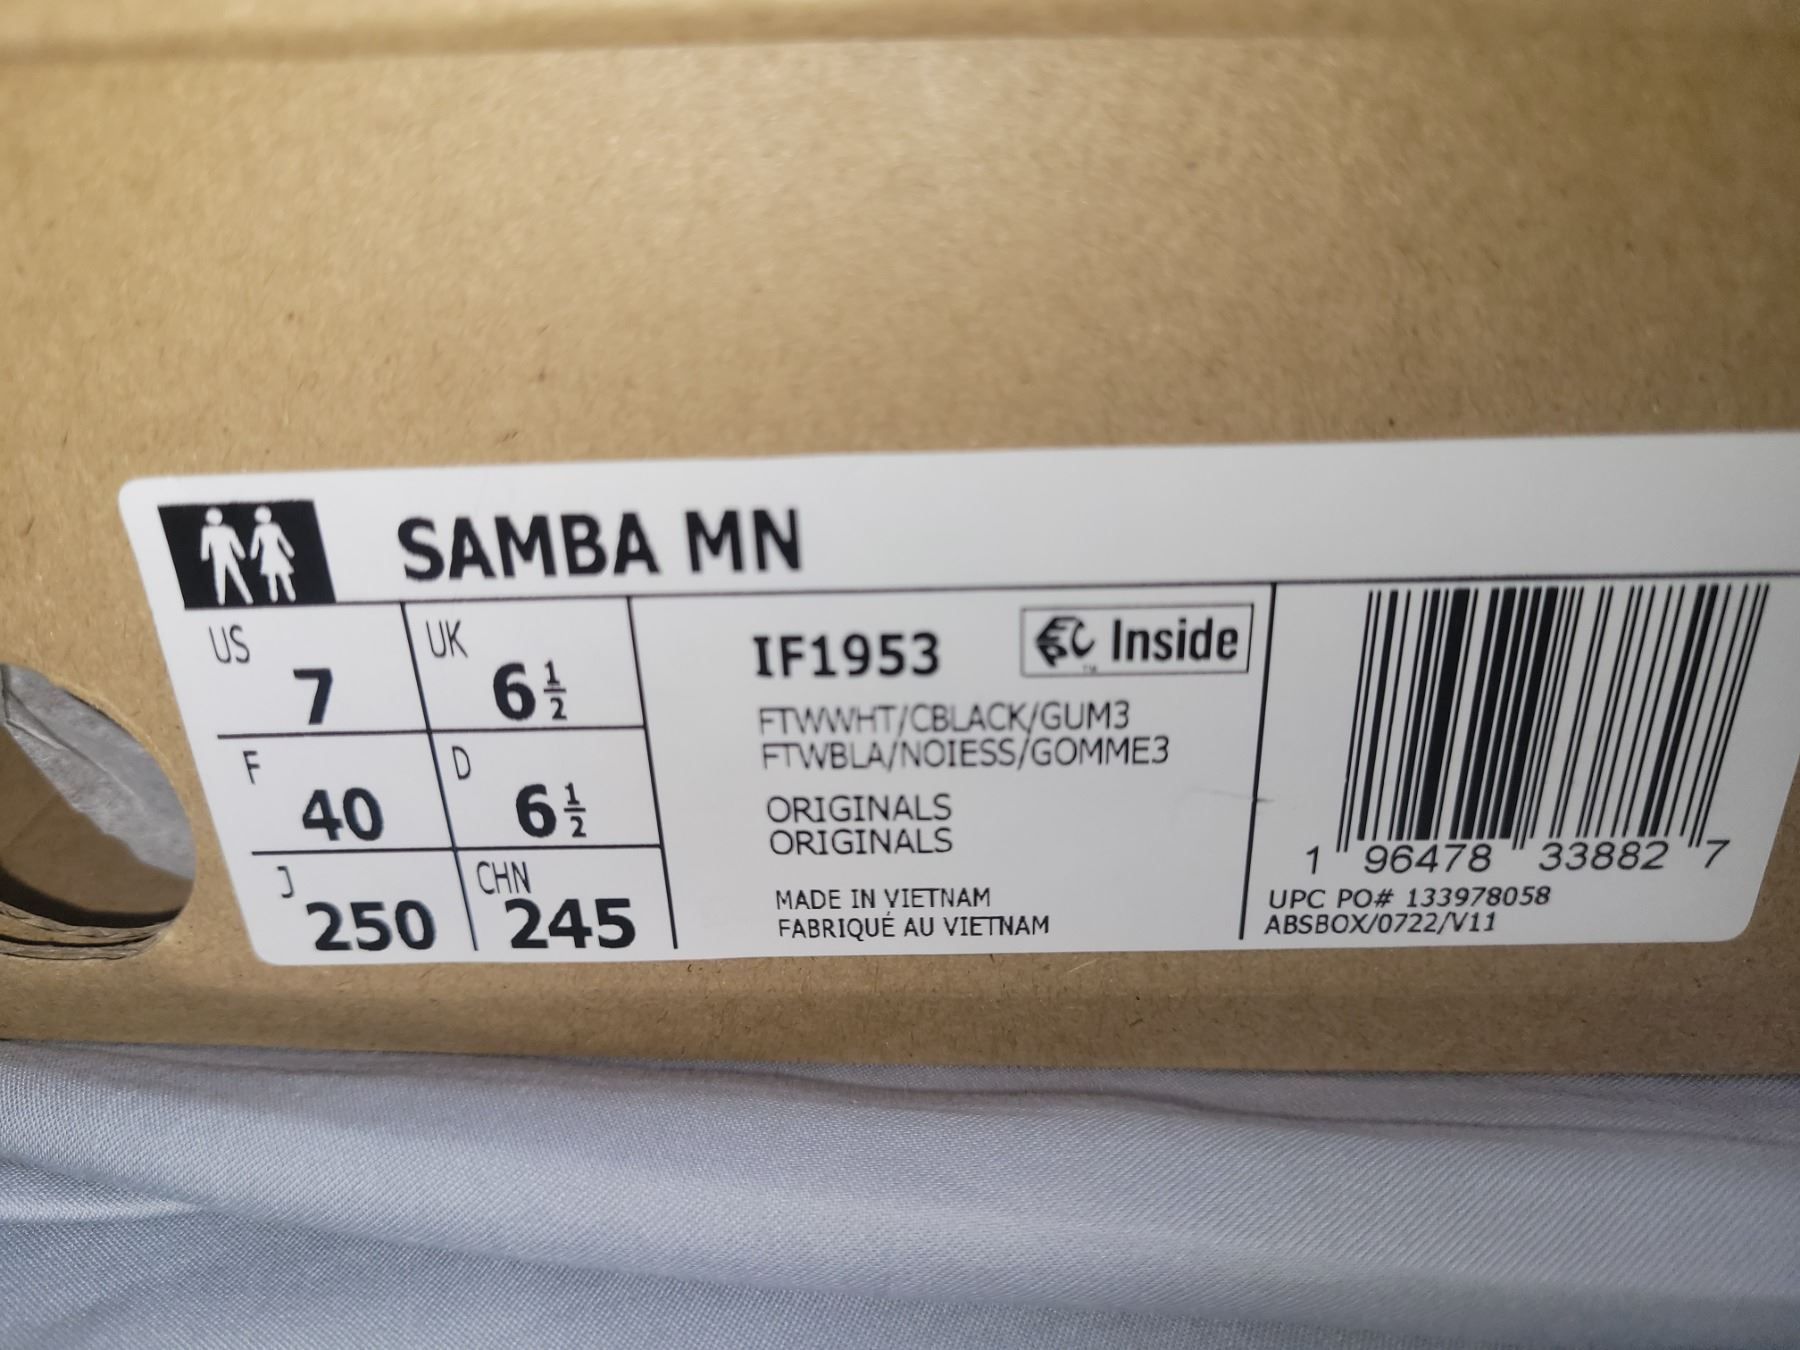 SAMBA MN
US 7 UK 6 1/2
F 40 D 6 1/2
J 250 CHN 245
IF1953 Inside
FTWWHT/CBLACK/GUM3
FTWBLA/NOIESS/GOMME3
ORIGINALS
ORIGINALS
MADE IN VIETNAM
FABRIQUÉ AU VIETNAM
1 96478 33882 7
UPC PO# 133978058
ABSBOX/0722/V11